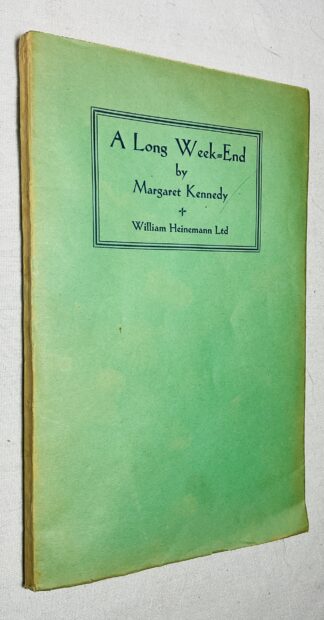 A Long Week=End
by
Margaret Kennedy
William Heinemann Ltd